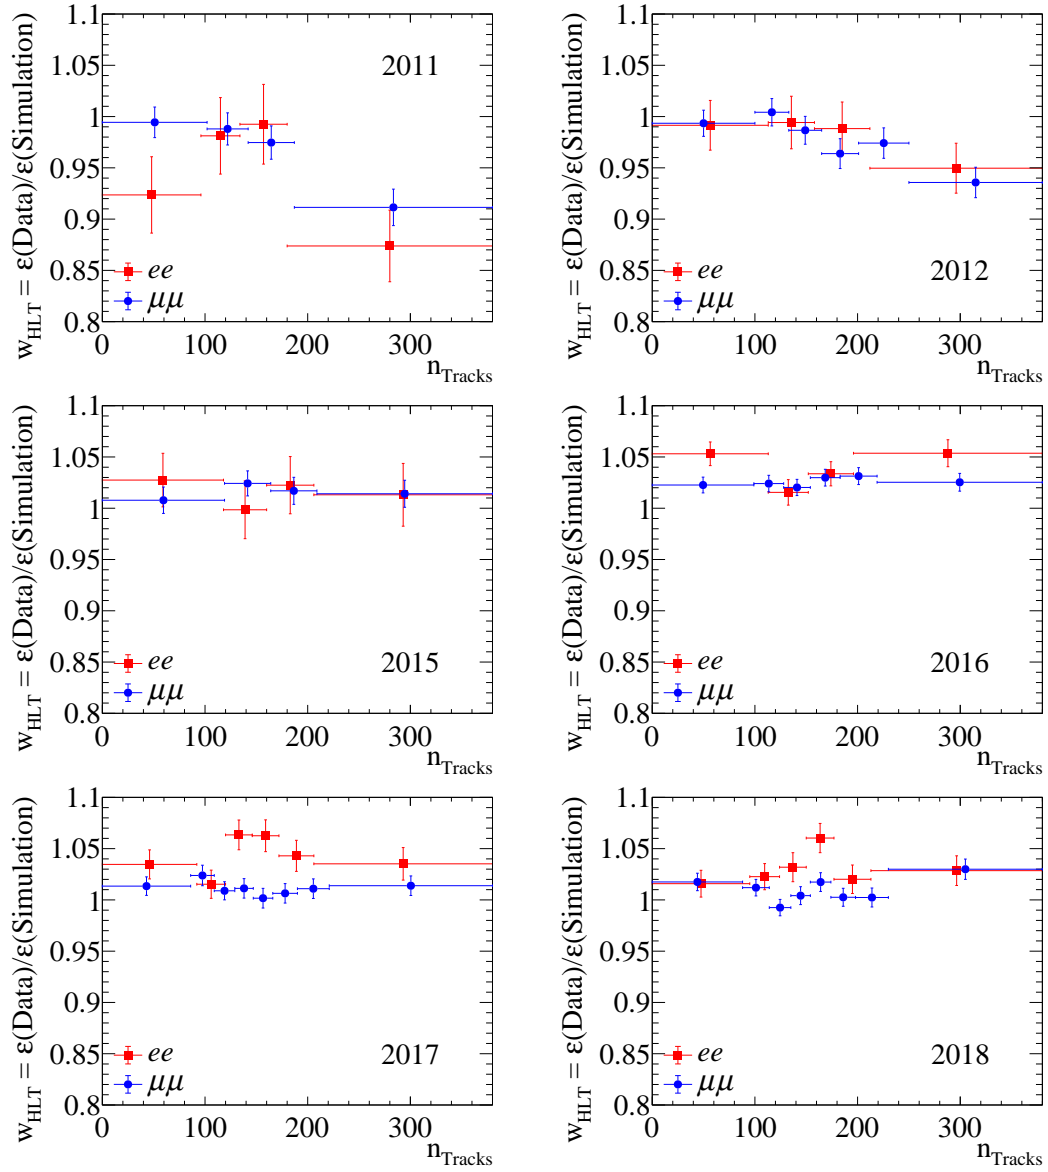 w_HLT = ε(Data)/ε(Simulation)
1.1
1.05
1
0.95
0.9
0.85
0.8
2011
ee
μμ
0 100 200 300
n_Tracks
w_HLT = ε(Data)/ε(Simulation)
1.1
1.05
1
0.95
0.9
0.85
0.8
2012
ee
μμ
0 100 200 300
n_Tracks
w_HLT = ε(Data)/ε(Simulation)
1.1
1.05
1
0.95
0.9
0.85
0.8
ee
2015
μμ
0 100 200 300
n_Tracks
w_HLT = ε(Data)/ε(Simulation)
1.1
1.05
1
0.95
0.9
0.85
0.8
ee
2016
μμ
0 100 200 300
n_Tracks
w_HLT = ε(Data)/ε(Simulation)
1.1
1.05
1
0.95
0.9
0.85
0.8
ee
2017
μμ
0 100 200 300
n_Tracks
w_HLT = ε(Data)/ε(Simulation)
1.1
1.05
1
0.95
0.9
0.85
0.8
ee
2018
μμ
0 100 200 300
n_Tracks